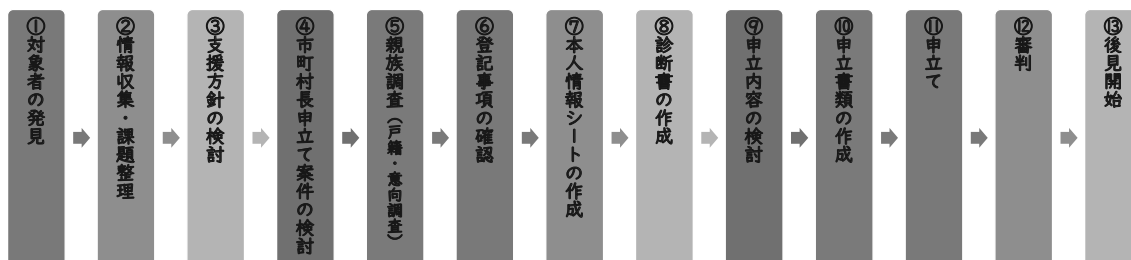 ①対象者の発見
②情報収集・課題整理
③支援方針の検討
④市町村長申立て案件の検討
⑤親族調査（戸籍・意向調査）
⑥登記事項の確認
⑦本人情報シートの作成
⑧診断書の作成
⑨申立内容の検討
⑩申立書類の作成
⑪申立て
⑫審判
⑬後見開始